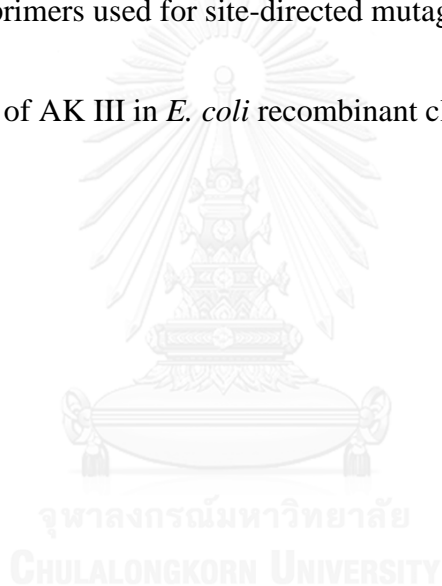 primers used for site-directed mutag
of AK III in E. coli recombinant cl
จุฬาลงกรณ์มหาวิทยาลัย
CHULALONGKORN UNIVERSITY